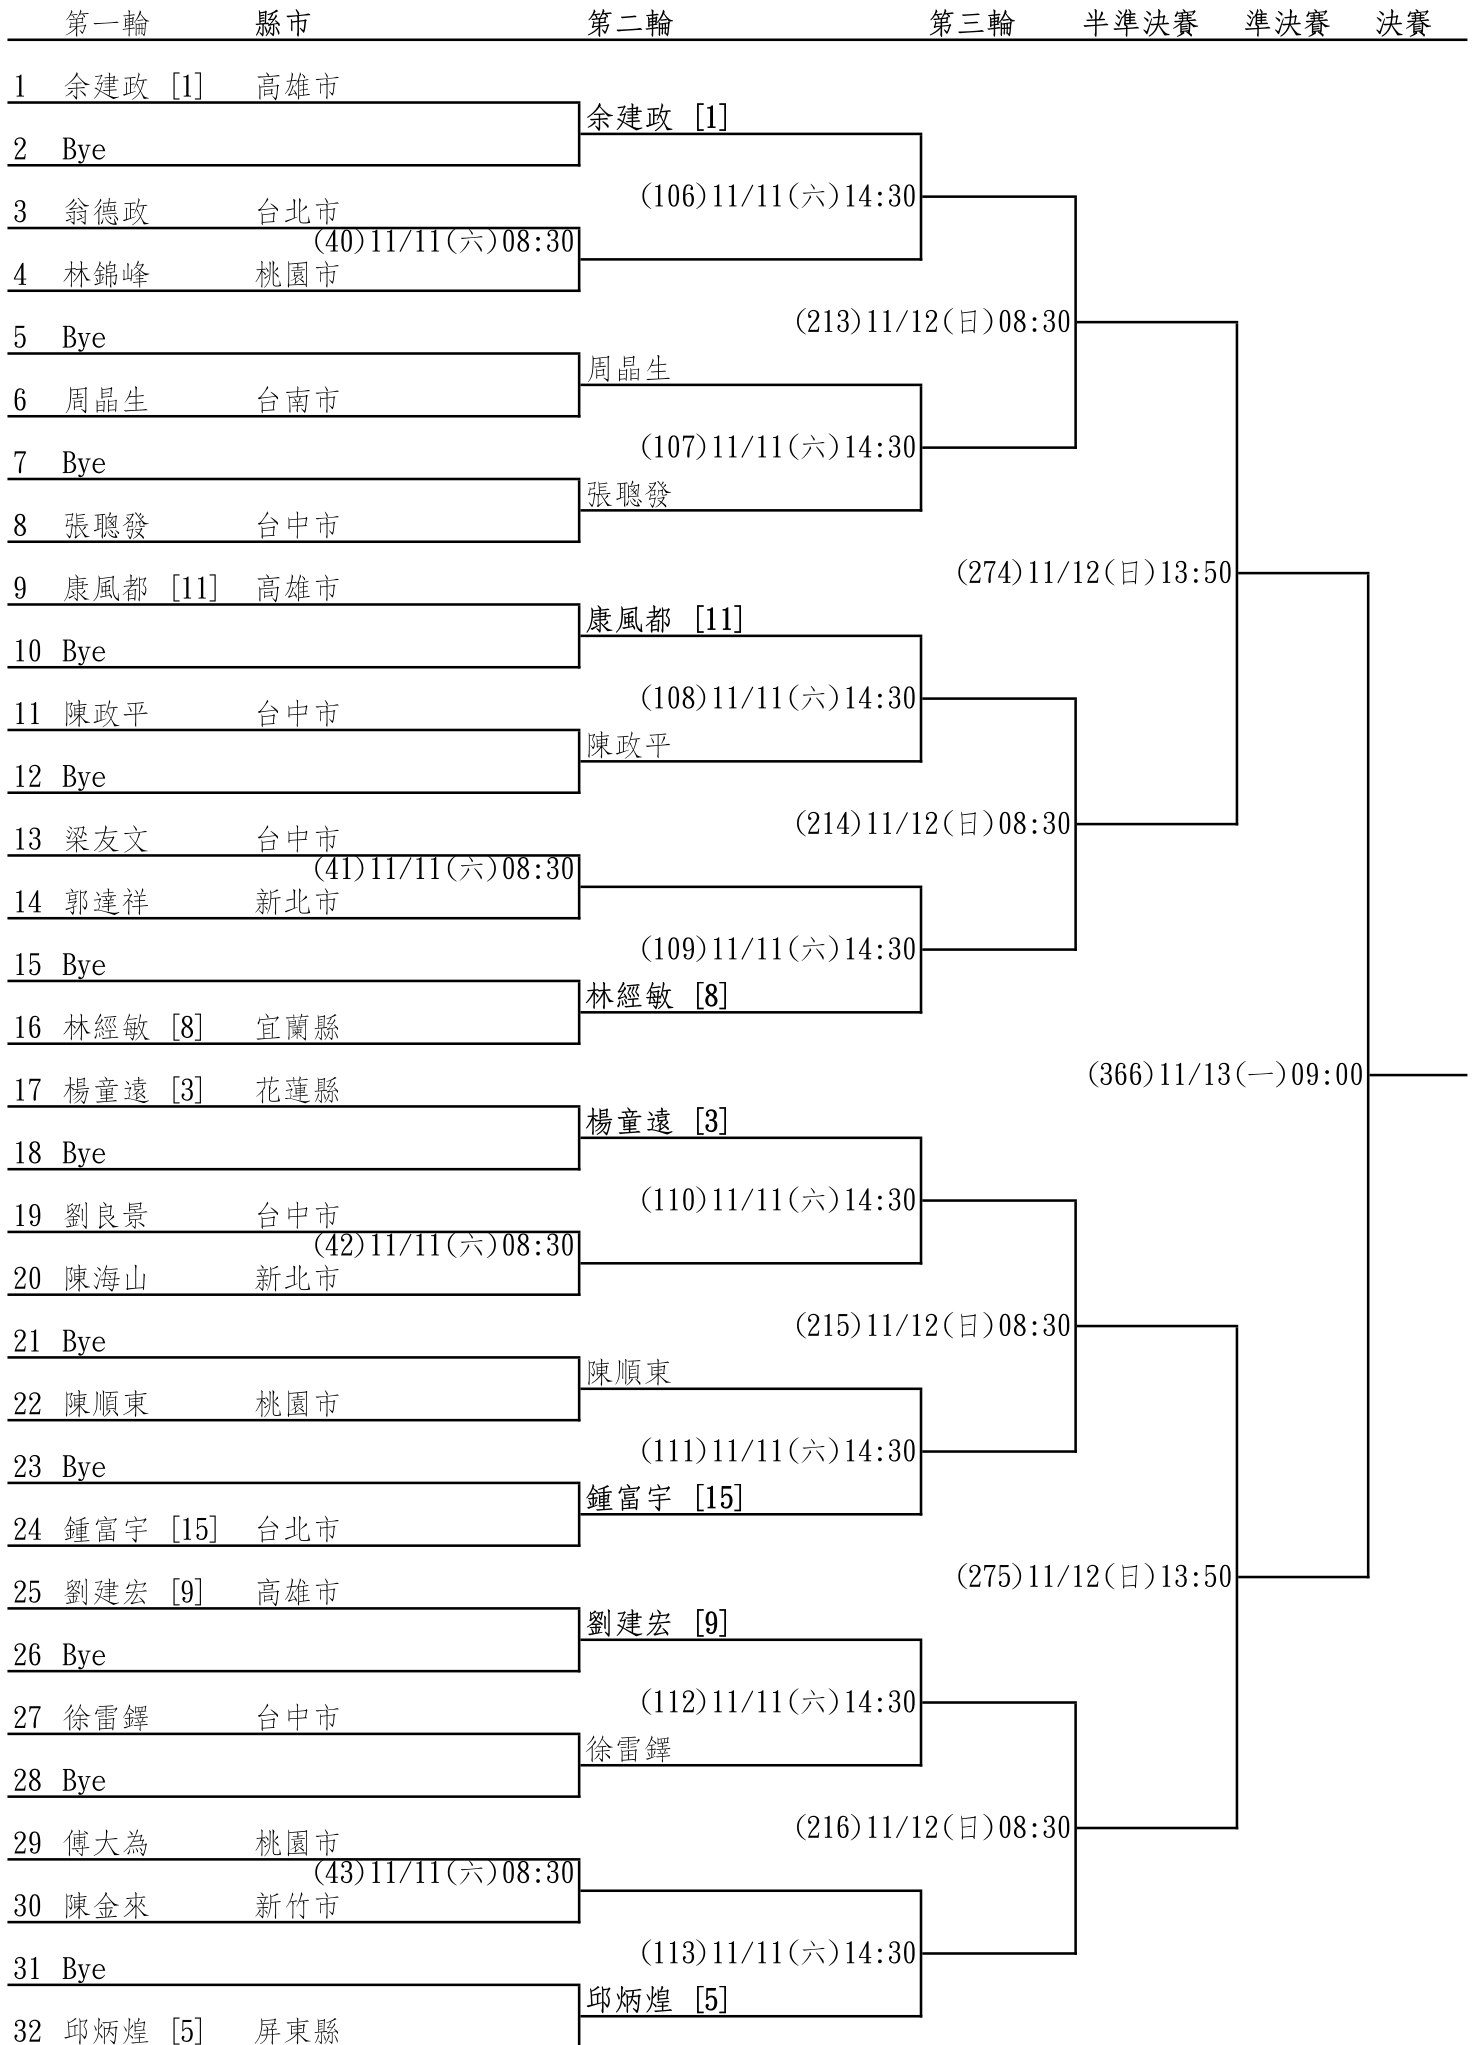 第一輪 縣市 第二輪 第三輪 半準決賽 準決賽 決賽
1 余建政 [1] 高雄市
余建政 [1]
2 Bye
(106)11/11(六)14:30
3 翁德政 台北市
(40)11/11(六)08:30
4 林錦峰 桃園市
(213)11/12(日)08:30
5 Bye
周晶生
6 周晶生 台南市
(107)11/11(六)14:30
7 Bye
張聰發
8 張聰發 台中市
(274)11/12(日)13:50
9 康風都 [11] 高雄市
康風都 [11]
10 Bye
(108)11/11(六)14:30
11 陳政平 台中市
陳政平
12 Bye
(214)11/12(日)08:30
13 梁友文 台中市
(41)11/11(六)08:30
14 郭達祥 新北市
(109)11/11(六)14:30
15 Bye
林經敏 [8]
16 林經敏 [8] 宜蘭縣
(366)11/13(一)09:00
17 楊童遠 [3] 花蓮縣
楊童遠 [3]
18 Bye
(110)11/11(六)14:30
19 劉良景 台中市
(42)11/11(六)08:30
20 陳海山 新北市
(215)11/12(日)08:30
21 Bye
陳順東
22 陳順東 桃園市
(111)11/11(六)14:30
23 Bye
鍾富宇 [15]
24 鍾富宇 [15] 台北市
(275)11/12(日)13:50
25 劉建宏 [9] 高雄市
劉建宏 [9]
26 Bye
(112)11/11(六)14:30
27 徐雷鐸 台中市
徐雷鐸
28 Bye
(216)11/12(日)08:30
29 傅大為 桃園市
(43)11/11(六)08:30
30 陳金來 新竹市
(113)11/11(六)14:30
31 Bye
邱炳煌 [5]
32 邱炳煌 [5] 屏東縣